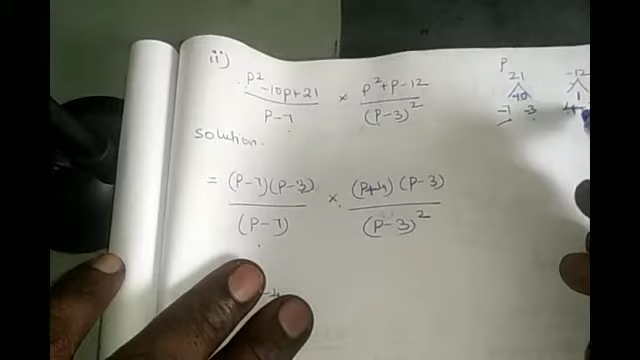 ii)
p² - 10p + 21 / p - 7 × p² + p - 12 / (p - 3)²
p
21
-10
-7 -3
-12
1
4
Solution.
= (p - 7)(p - 3) / (p - 7) × (p + 4)(p - 3) / (p - 3)²